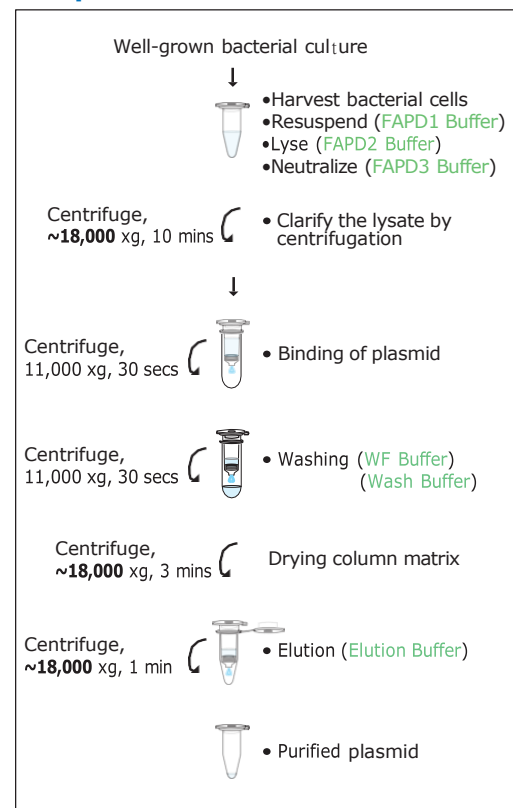 Well-grown bacterial culture
•Harvest bacterial cells
•Resuspend (FAPD1 Buffer)
•Lyse (FAPD2 Buffer)
•Neutralize (FAPD3 Buffer)
Centrifuge,
~18,000 xg, 10 mins
• Clarify the lysate by
centrifugation
Centrifuge,
11,000 xg, 30 secs
• Binding of plasmid
Centrifuge,
11,000 xg, 30 secs
• Washing (WF Buffer)
(Wash Buffer)
Centrifuge,
~18,000 xg, 3 mins
Drying column matrix
Centrifuge,
~18,000 xg, 1 min
• Elution (Elution Buffer)
• Purified plasmid